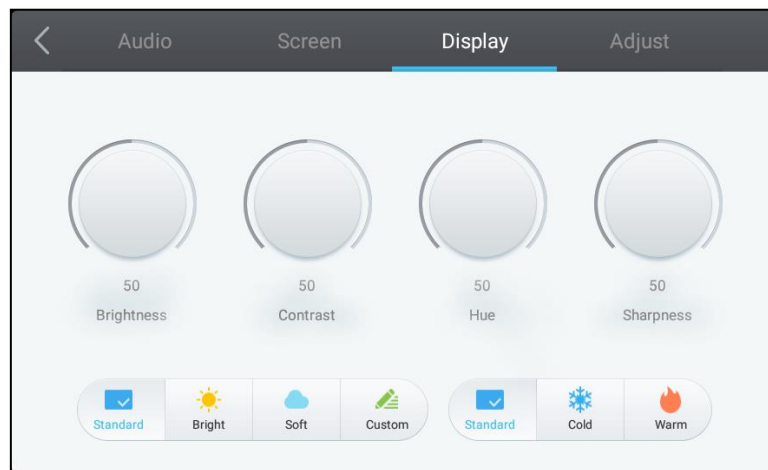 Audio Screen Display Adjust
50 50 50 50
Brightness Contrast Hue Sharpness
Standard Bright Soft Custom Standard Cold Warm